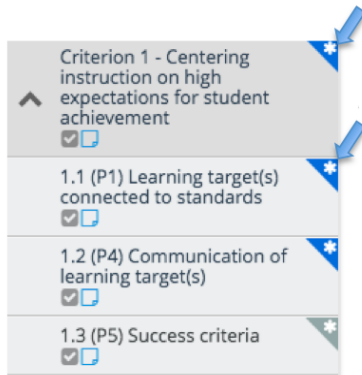 Criterion 1 - Centering
instruction on high
expectations for student
achievement
1.1 (P1) Learning target(s)
connected to standards
1.2 (P4) Communication of
learning target(s)
1.3 (P5) Success criteria